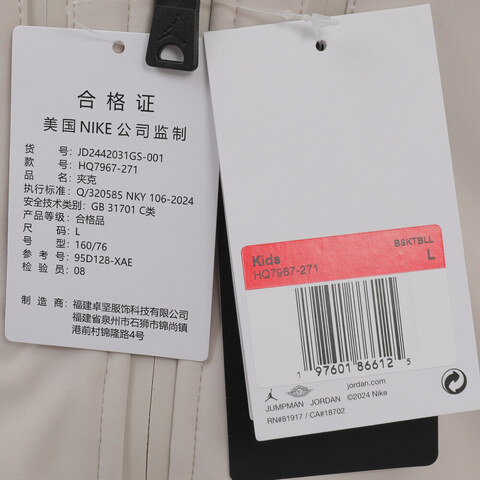 合格证
美国NIKE公司监制
货 号: JD2442031GS-001
款 号: HQ7967-271
品 名: 夹克
执行标准: Q/320585 NKY 106-2024
安全技术类别: GB 31701 C类
产品等级: 合格品
尺 码: L
号 型: 160/76
参 考 号: 95D128-XAE
检 验 员: 08
制 造 商: 福建卓坚服饰科技有限公司
福建省泉州市石狮市锦尚镇
港前村锦隆路4号
BSKTBLL
Kids L
HQ7967-271
1 97601 86612 5
jordan.com
JUMPMAN JORDAN ©2024 Nike
RN#81917 / CA#18702